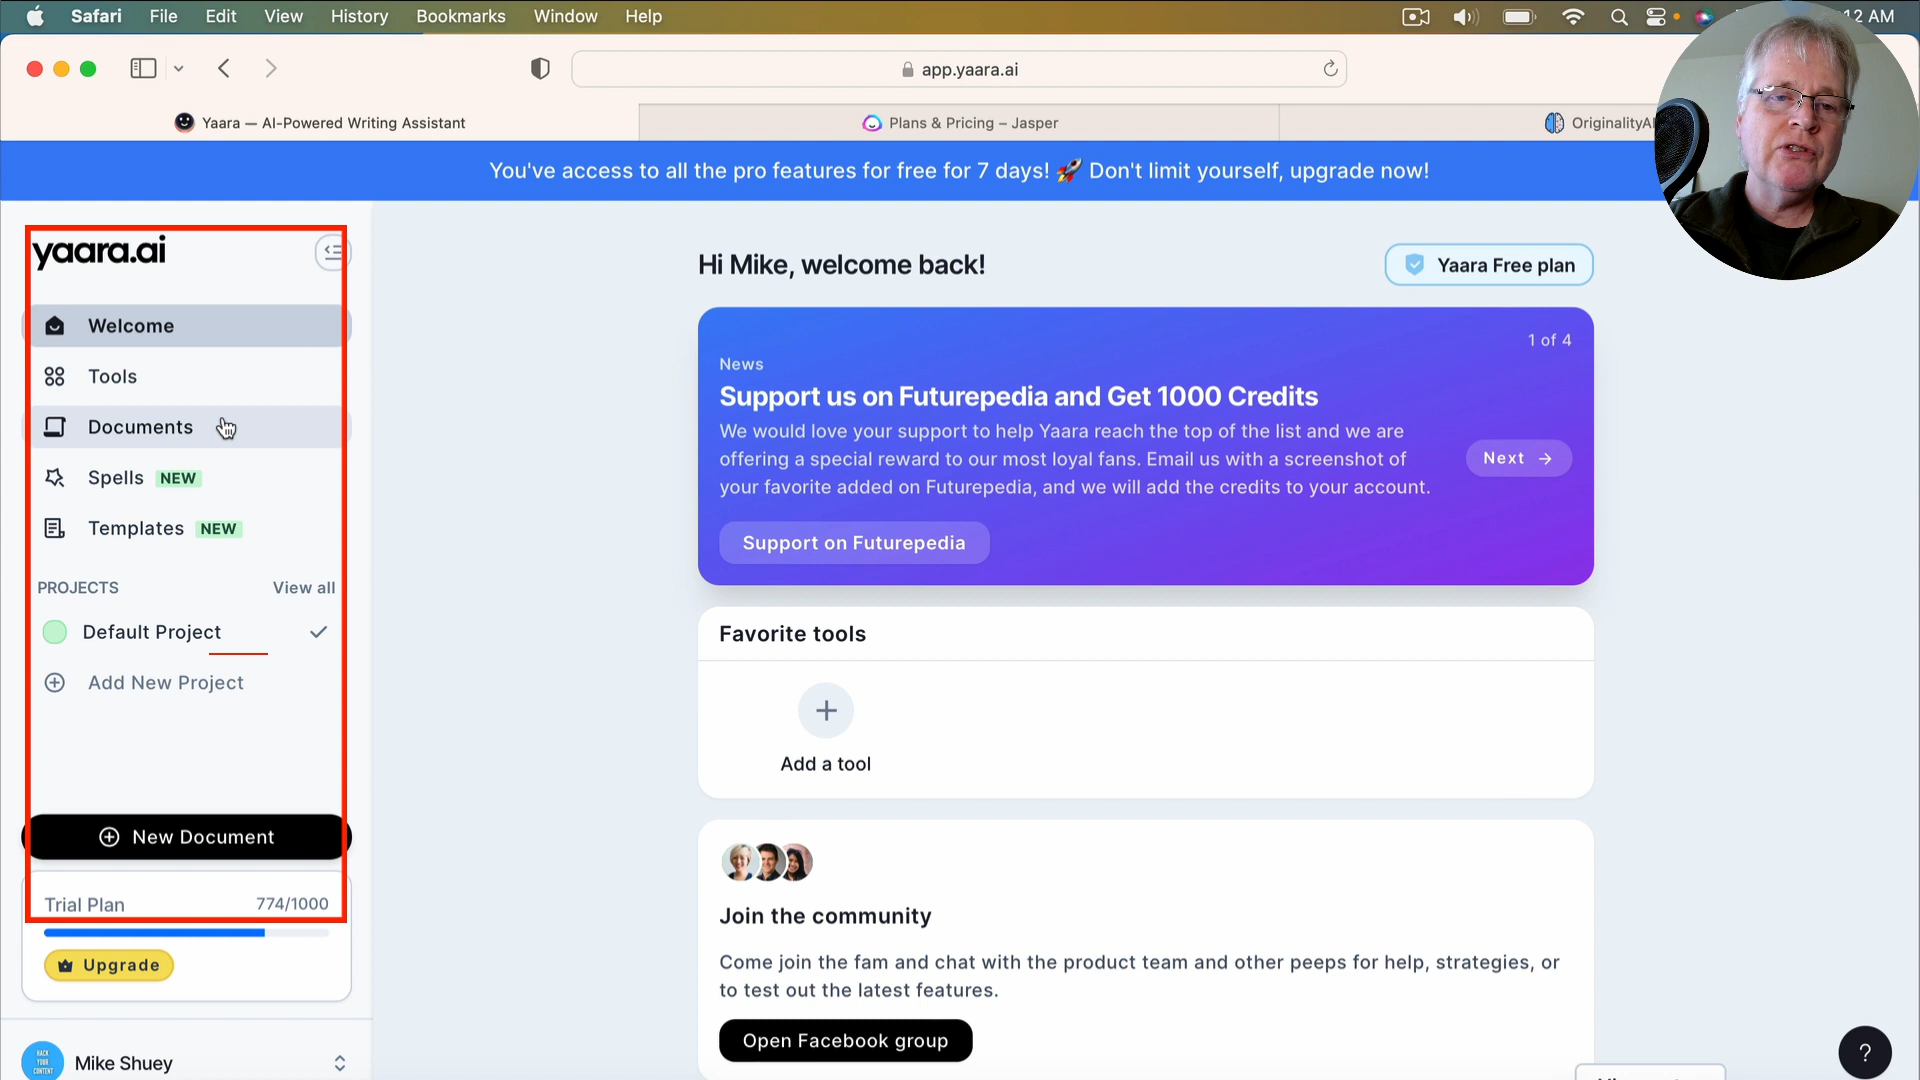 Safari File Edit View History Bookmarks Window Help
12 AM
app.yaara.ai
Yaara — AI-Powered Writing Assistant
Plans & Pricing – Jasper
OriginalityAI
You've access to all the pro features for free for 7 days! 🚀 Don't limit yourself, upgrade now!
yaara.ai
Welcome
Tools
Documents
Spells NEW
Templates NEW
PROJECTS View all
Default Project
Add New Project
New Document
Trial Plan 774/1000
Upgrade
HACK
YOUR
CONTENT
Mike Shuey
Hi Mike, welcome back!
Yaara Free plan
1 of 4
News
Support us on Futurepedia and Get 1000 Credits
We would love your support to help Yaara reach the top of the list and we are
offering a special reward to our most loyal fans. Email us with a screenshot of
your favorite added on Futurepedia, and we will add the credits to your account.
Next →
Support on Futurepedia
Favorite tools
Add a tool
Join the community
Come join the fam and chat with the product team and other peeps for help, strategies, or
to test out the latest features.
Open Facebook group
?